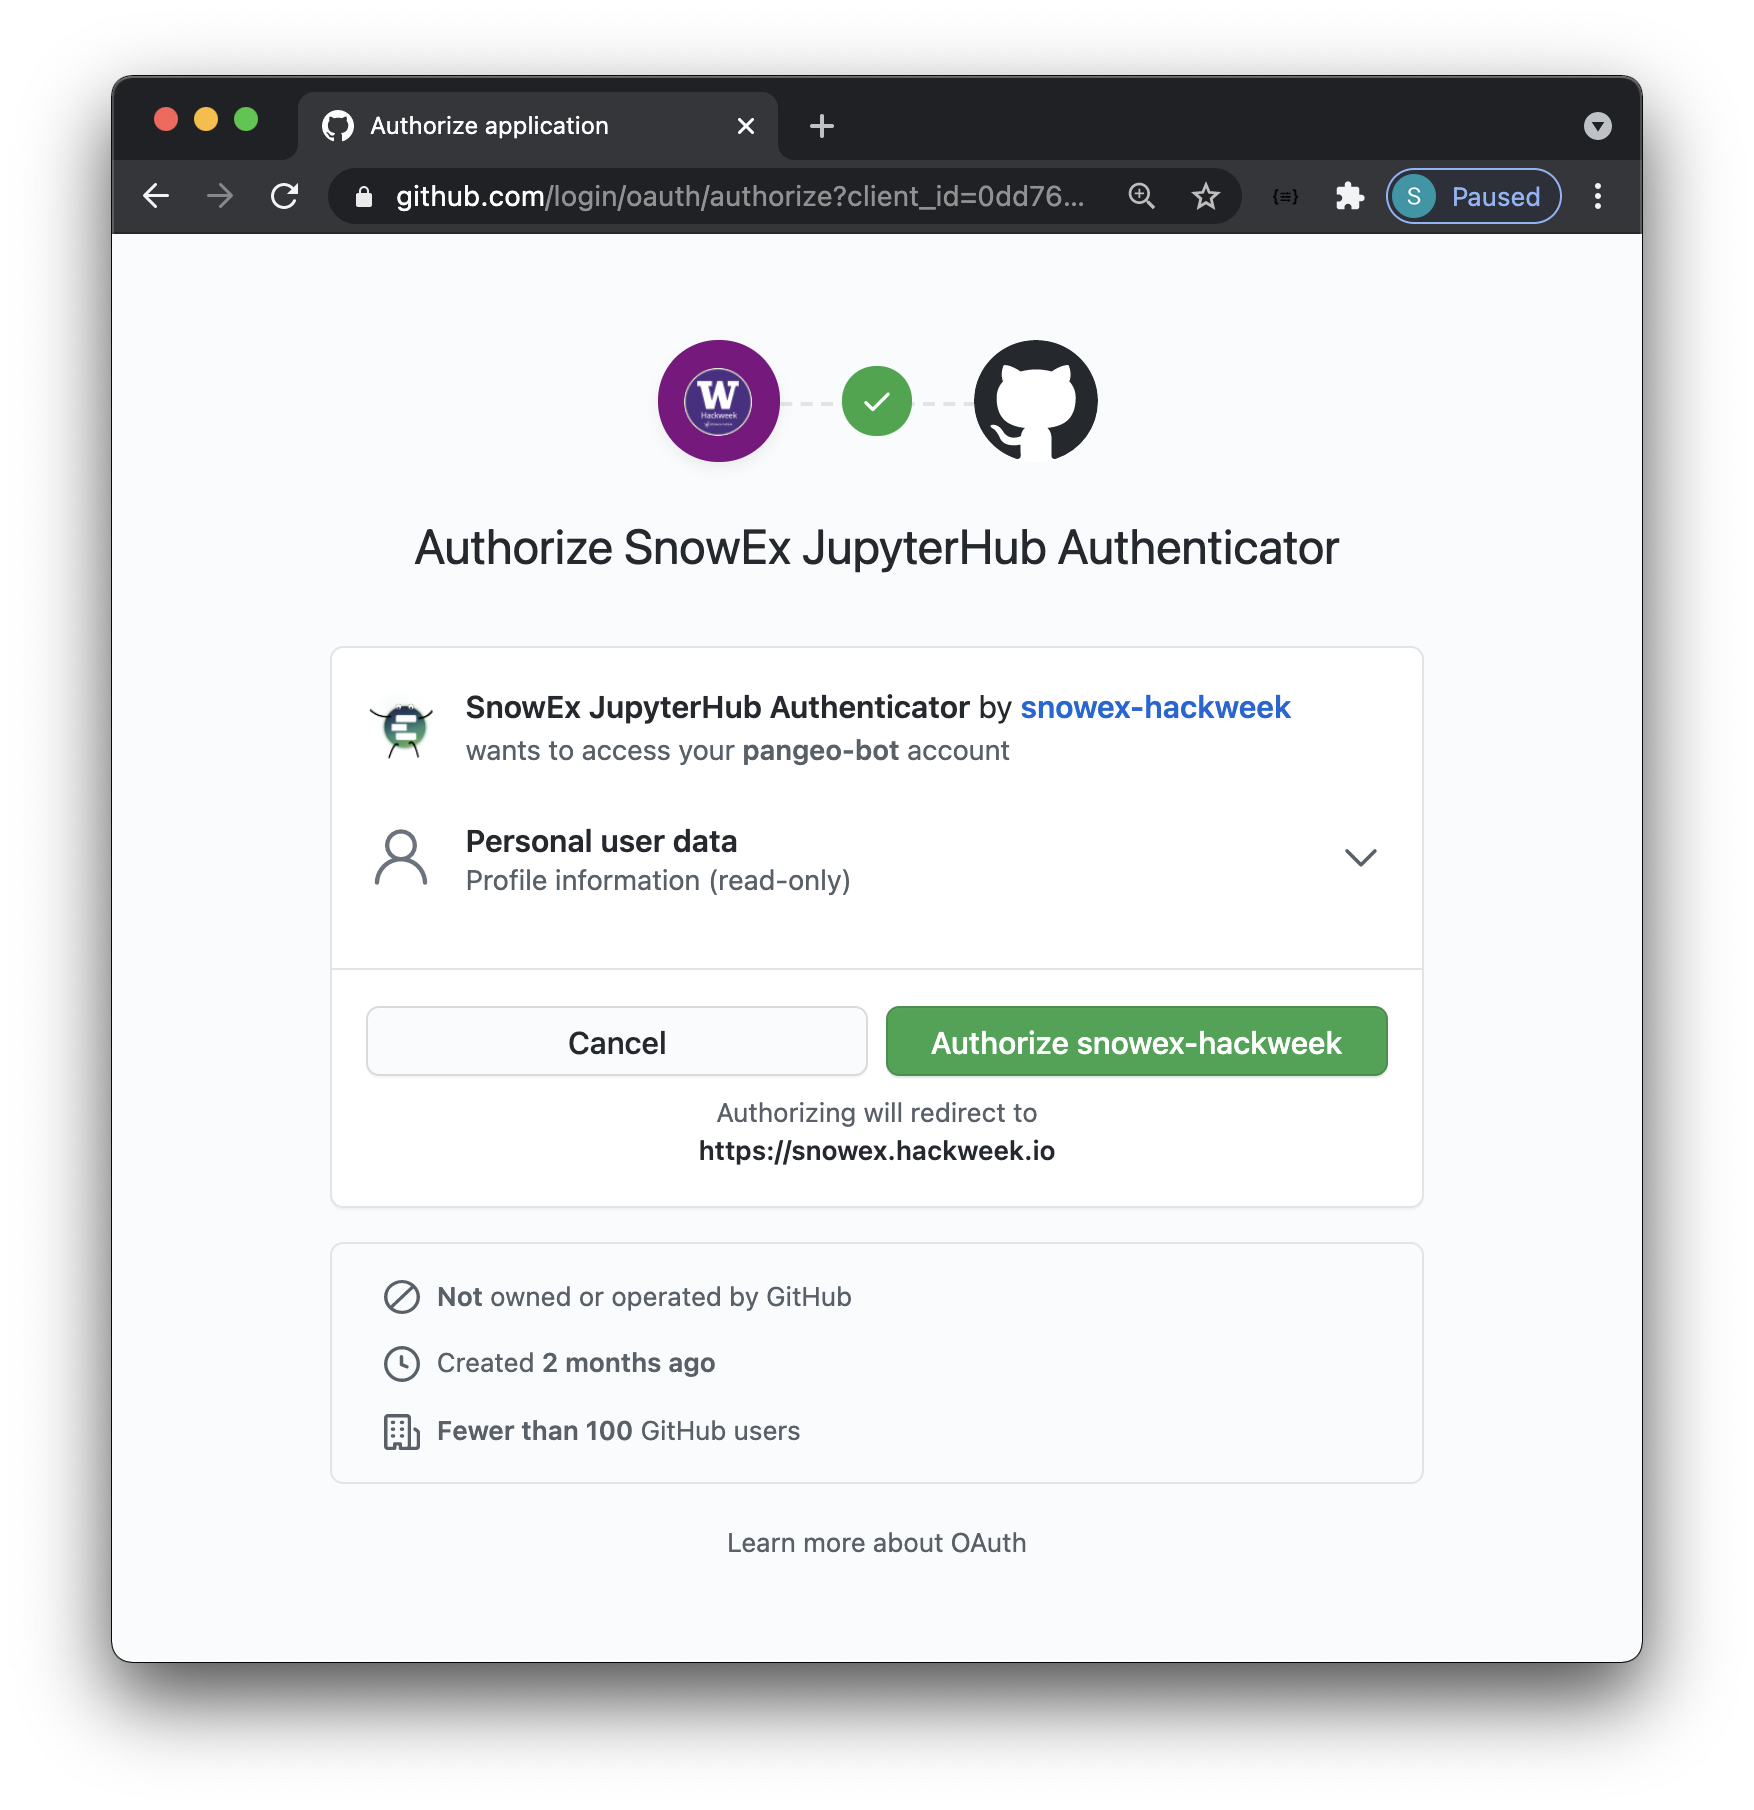 Authorize application
github.com/login/oauth/authorize?client_id=0dd76...
S Paused
W
Hackweek
Authorize SnowEx JupyterHub Authenticator
SnowEx JupyterHub Authenticator by snowex-hackweek
wants to access your pangeo-bot account
Personal user data
Profile information (read-only)
Cancel
Authorize snowex-hackweek
Authorizing will redirect to
https://snowex.hackweek.io
Not owned or operated by GitHub
Created 2 months ago
Fewer than 100 GitHub users
Learn more about OAuth